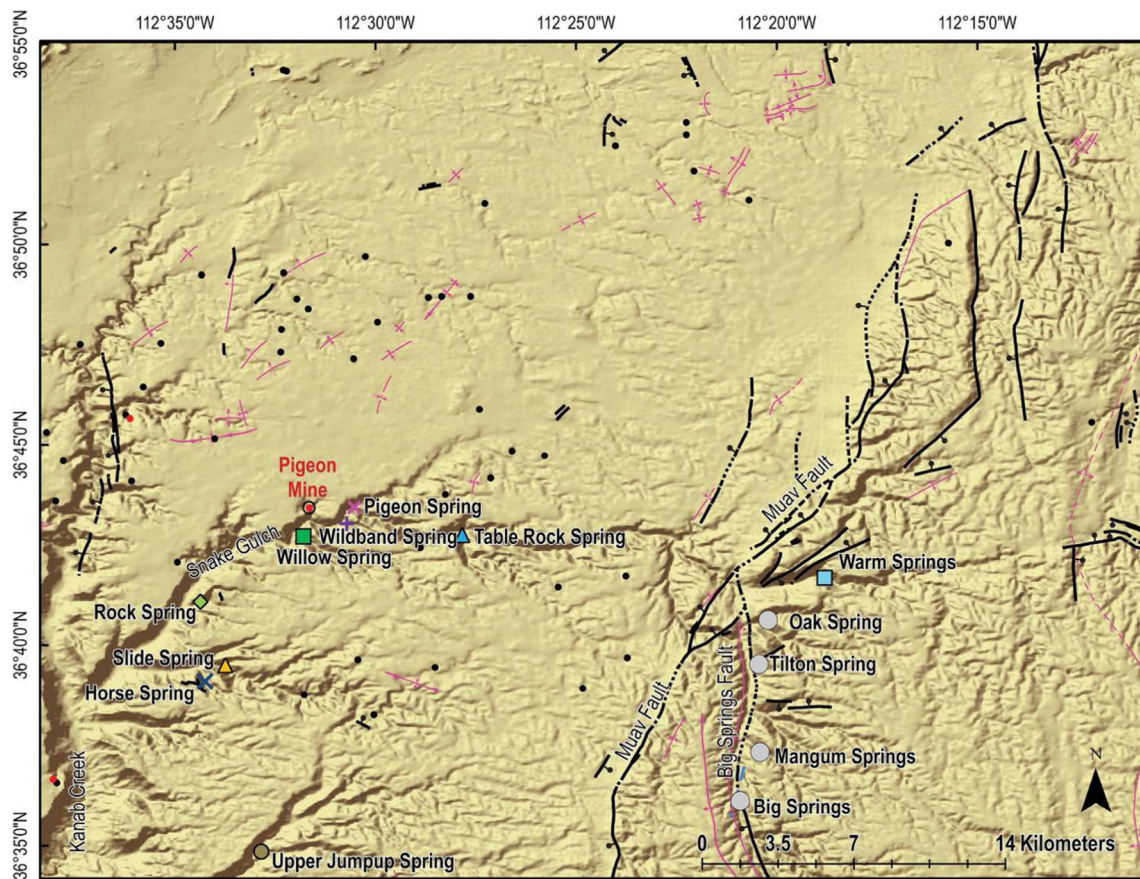 112°35'0"W 112°30'0"W 112°25'0"W 112°20'0"W 112°15'0"W
36°55'0"N
36°50'0"N
36°45'0"N
36°40'0"N
36°35'0"N
Pigeon
Mine
Pigeon Spring
Wildband Spring
Table Rock Spring
Willow Spring
Snake Gulch
Rock Spring
Slide Spring
Horse Spring
Kanab Creek
Upper Jumpup Spring
Muav Fault
Warm Springs
Oak Spring
Tilton Spring
Big Springs Fault
Muav Fault
Mangum Springs
Big Springs
N
0 3.5 7 14 Kilometers